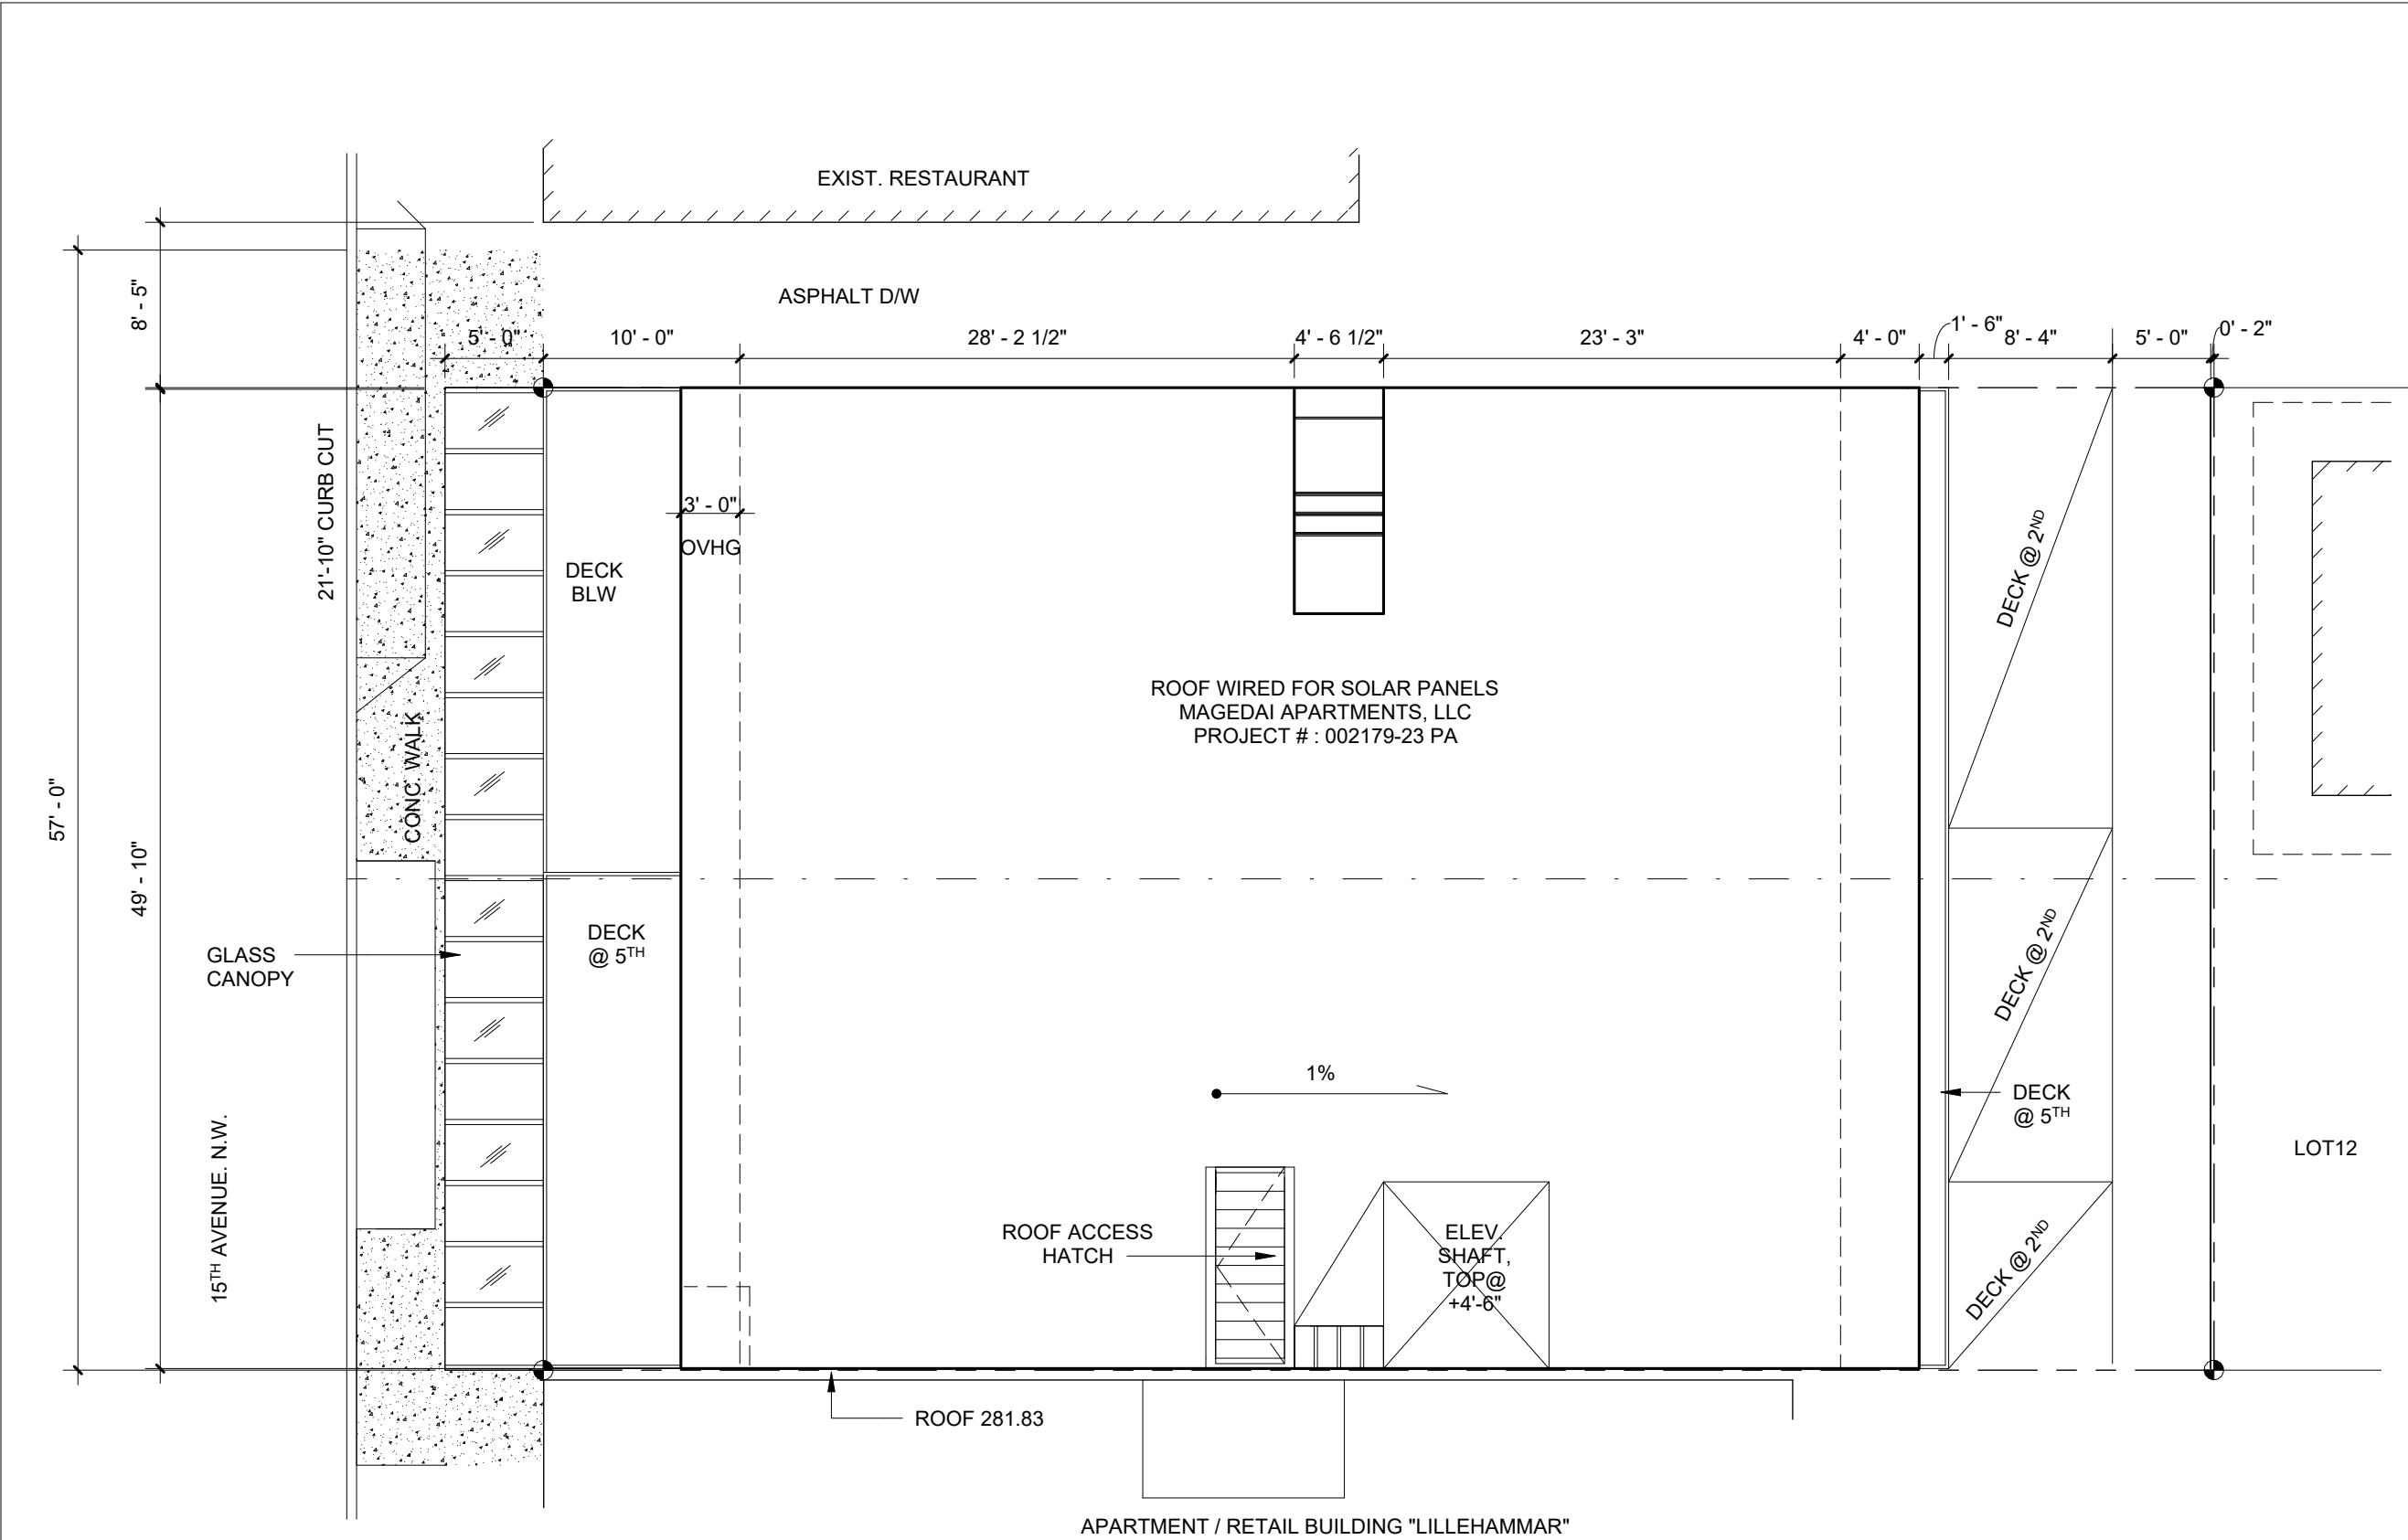 EXIST. RESTAURANT
ASPHALT D/W
8' - 5"
5' - 0"
10' - 0"
28' - 2 1/2"
4' - 6 1/2"
23' - 3"
4' - 0"
1' - 6"
8' - 4"
5' - 0"
0' - 2"
21'-10" CURB CUT
3' - 0"
OVHG
DECK
BLW
DECK @ 2ND
ROOF WIRED FOR SOLAR PANELS
MAGEDAI APARTMENTS, LLC
PROJECT # : 002179-23 PA
CONC. WALK
57' - 0"
49' - 10"
GLASS
CANOPY
DECK
@ 5TH
DECK @ 2ND
1%
DECK
@ 5TH
LOT12
15TH AVENUE. N.W.
ROOF ACCESS
HATCH
ELEV.
SHAFT,
TOP@
+4'-6"
DECK @ 2ND
ROOF 281.83
APARTMENT / RETAIL BUILDING "LILLEHAMMAR"